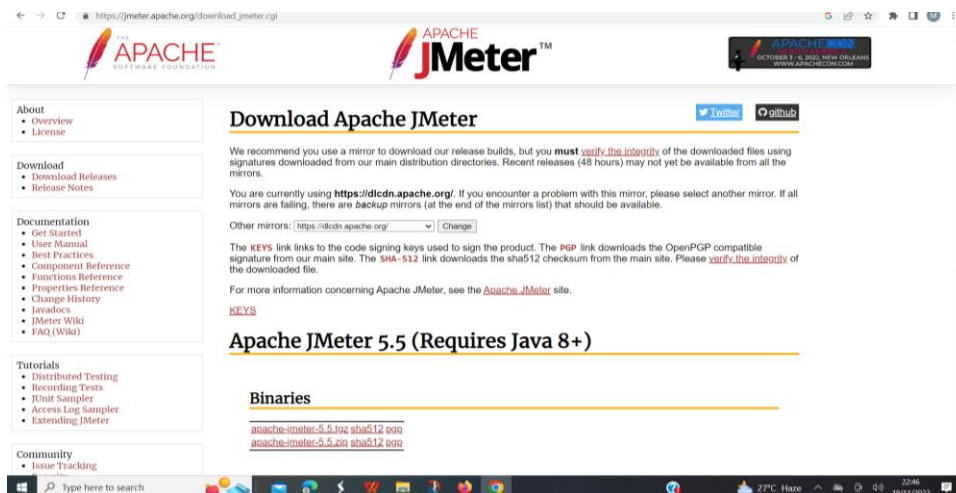 https://jmeter.apache.org/download_jmeter.cgi
THE
APACHE
SOFTWARE FOUNDATION
APACHE
JMeter™
APACHECON
OCTOBER 3 - 6, 2022, NEW ORLEANS
WWW.APACHECON.COM
About
• Overview
• License
Download
• Download Releases
• Release Notes
Documentation
• Get Started
• User Manual
• Best Practices
• Component Reference
• Functions Reference
• Properties Reference
• Change History
• Javadocs
• JMeter Wiki
• FAQ (Wiki)
Tutorials
• Distributed Testing
• Recording Tests
• JUnit Sampler
• Access Log Sampler
• Extending JMeter
Community
• Issue Tracking
Twitter
github
Download Apache JMeter
We recommend you use a mirror to download our release builds, but you must verify the integrity of the downloaded files using
signatures downloaded from our main distribution directories. Recent releases (48 hours) may not yet be available from all the
mirrors.
You are currently using https://dlcdn.apache.org/. If you encounter a problem with this mirror, please select another mirror. If all
mirrors are failing, there are backup mirrors (at the end of the mirrors list) that should be available.
Other mirrors: https://dlcdn.apache.org/ Change
The KEYS link links to the code signing keys used to sign the product. The PGP link downloads the OpenPGP compatible
signature from our main site. The SHA-512 link downloads the sha512 checksum from the main site. Please verify the integrity of
the downloaded file.
For more information concerning Apache JMeter, see the Apache JMeter site.
KEYS
Apache JMeter 5.5 (Requires Java 8+)
Binaries
apache-jmeter-5.5.tgz sha512 pgp
apache-jmeter-5.5.zip sha512 pgp
Type here to search
27°C Haze
22:46
19/11/2022